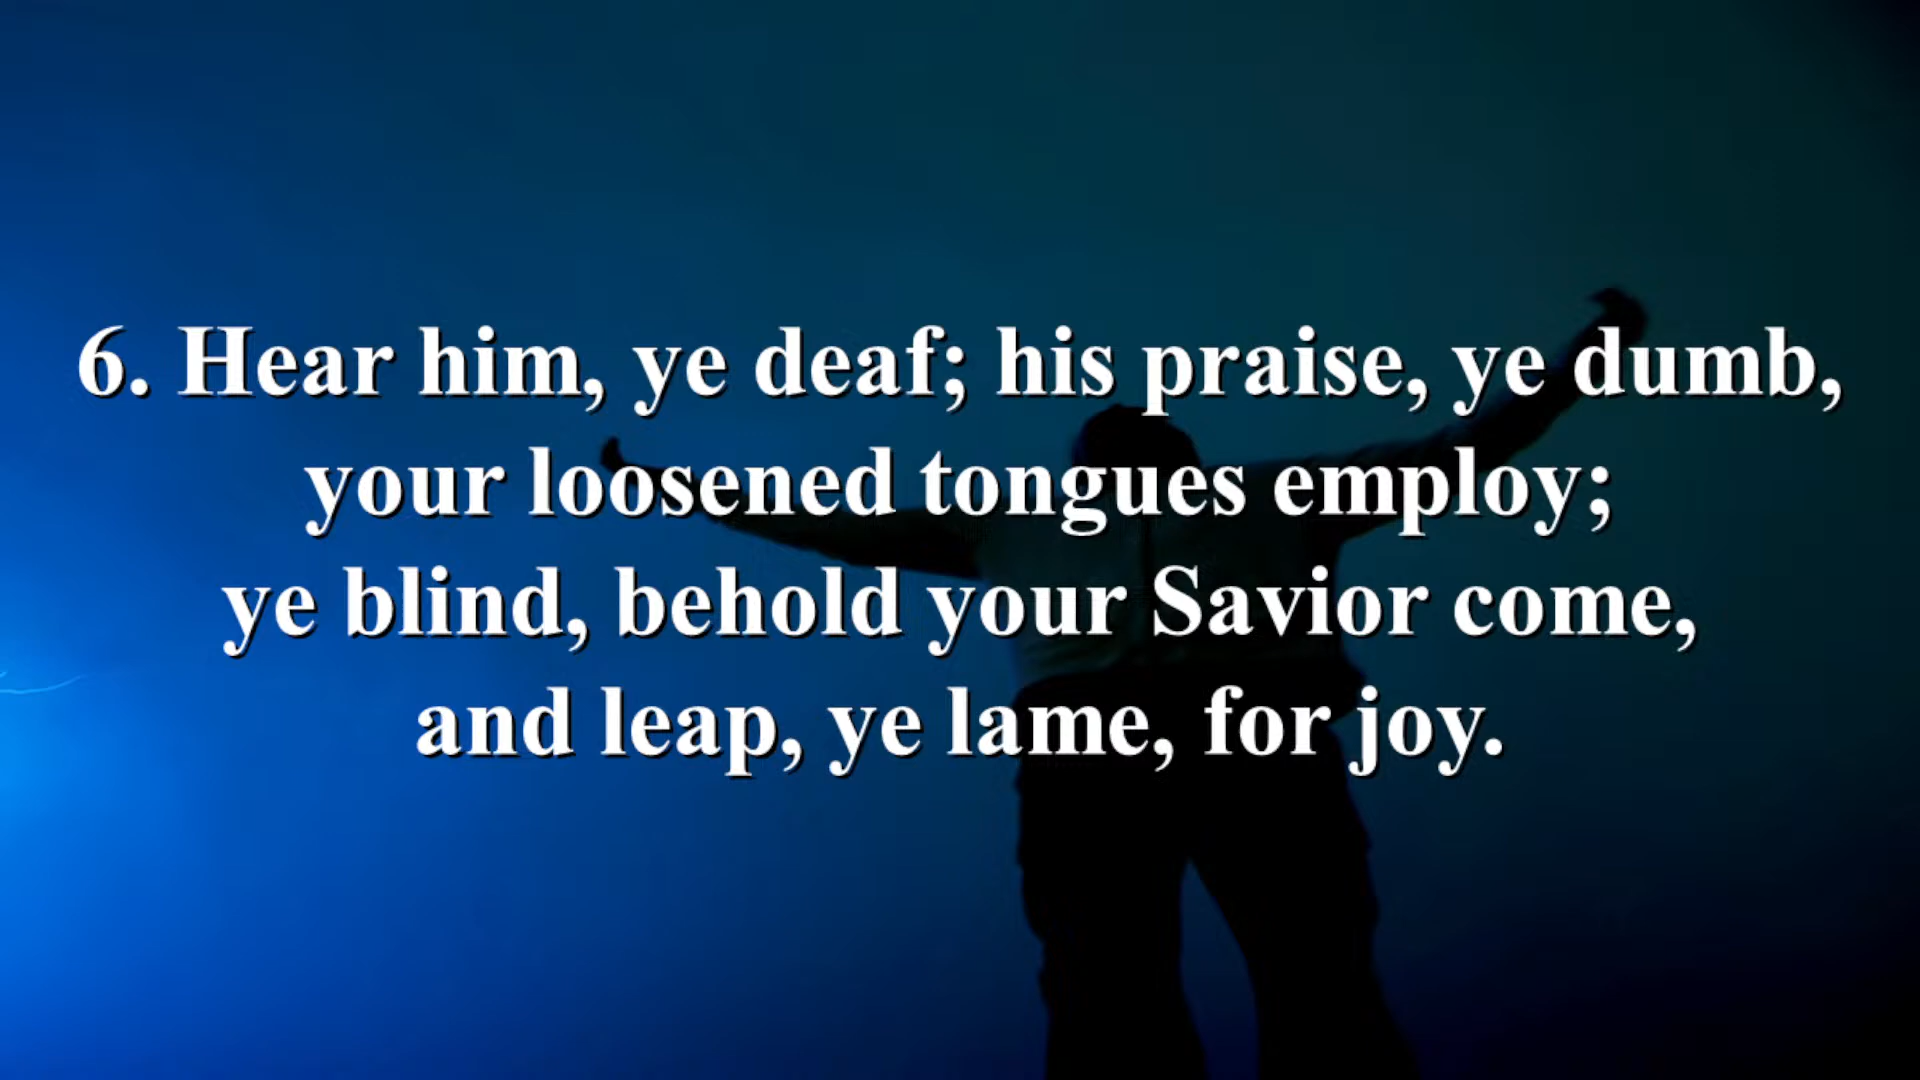 6. Hear him, ye deaf; his praise, ye dumb,
your loosened tongues employ;
ye blind, behold your Savior come,
and leap, ye lame, for joy.